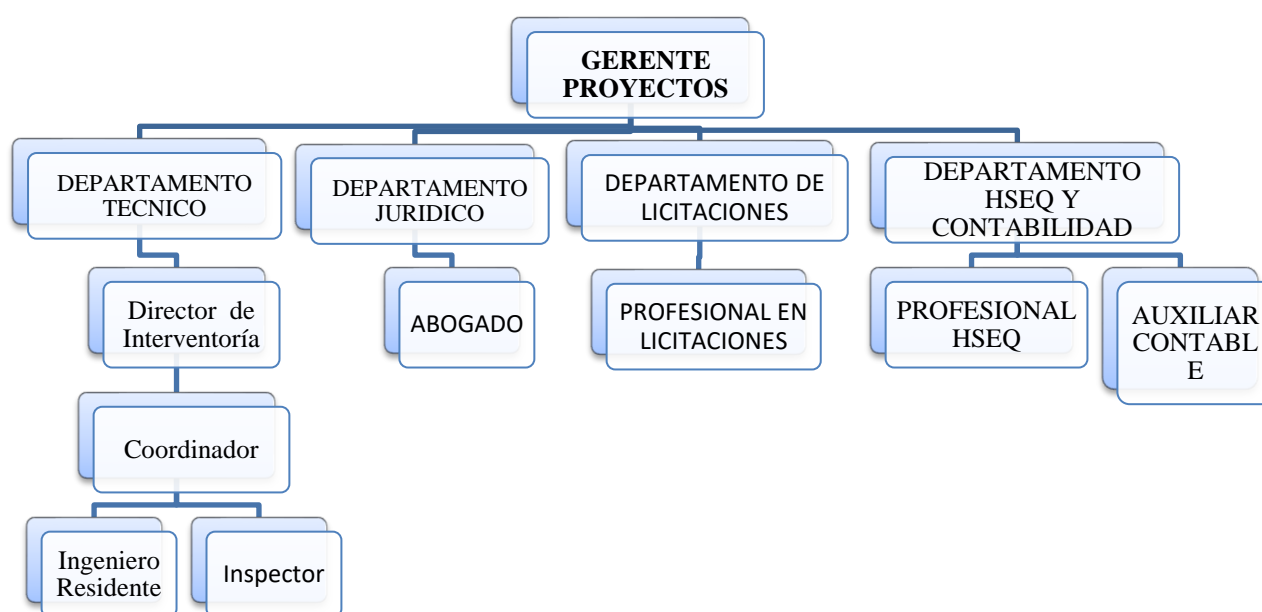 GERENTE
PROYECTOS
DEPARTAMENTO
TECNICO
DEPARTAMENTO
JURIDICO
DEPARTAMENTO DE
LICITACIONES
DEPARTAMENTO
HSEQ Y
CONTABILIDAD
Director de
Interventoría
ABOGADO
PROFESIONAL EN
LICITACIONES
PROFESIONAL
HSEQ
AUXILIAR
CONTABL
E
Coordinador
Ingeniero
Residente
Inspector